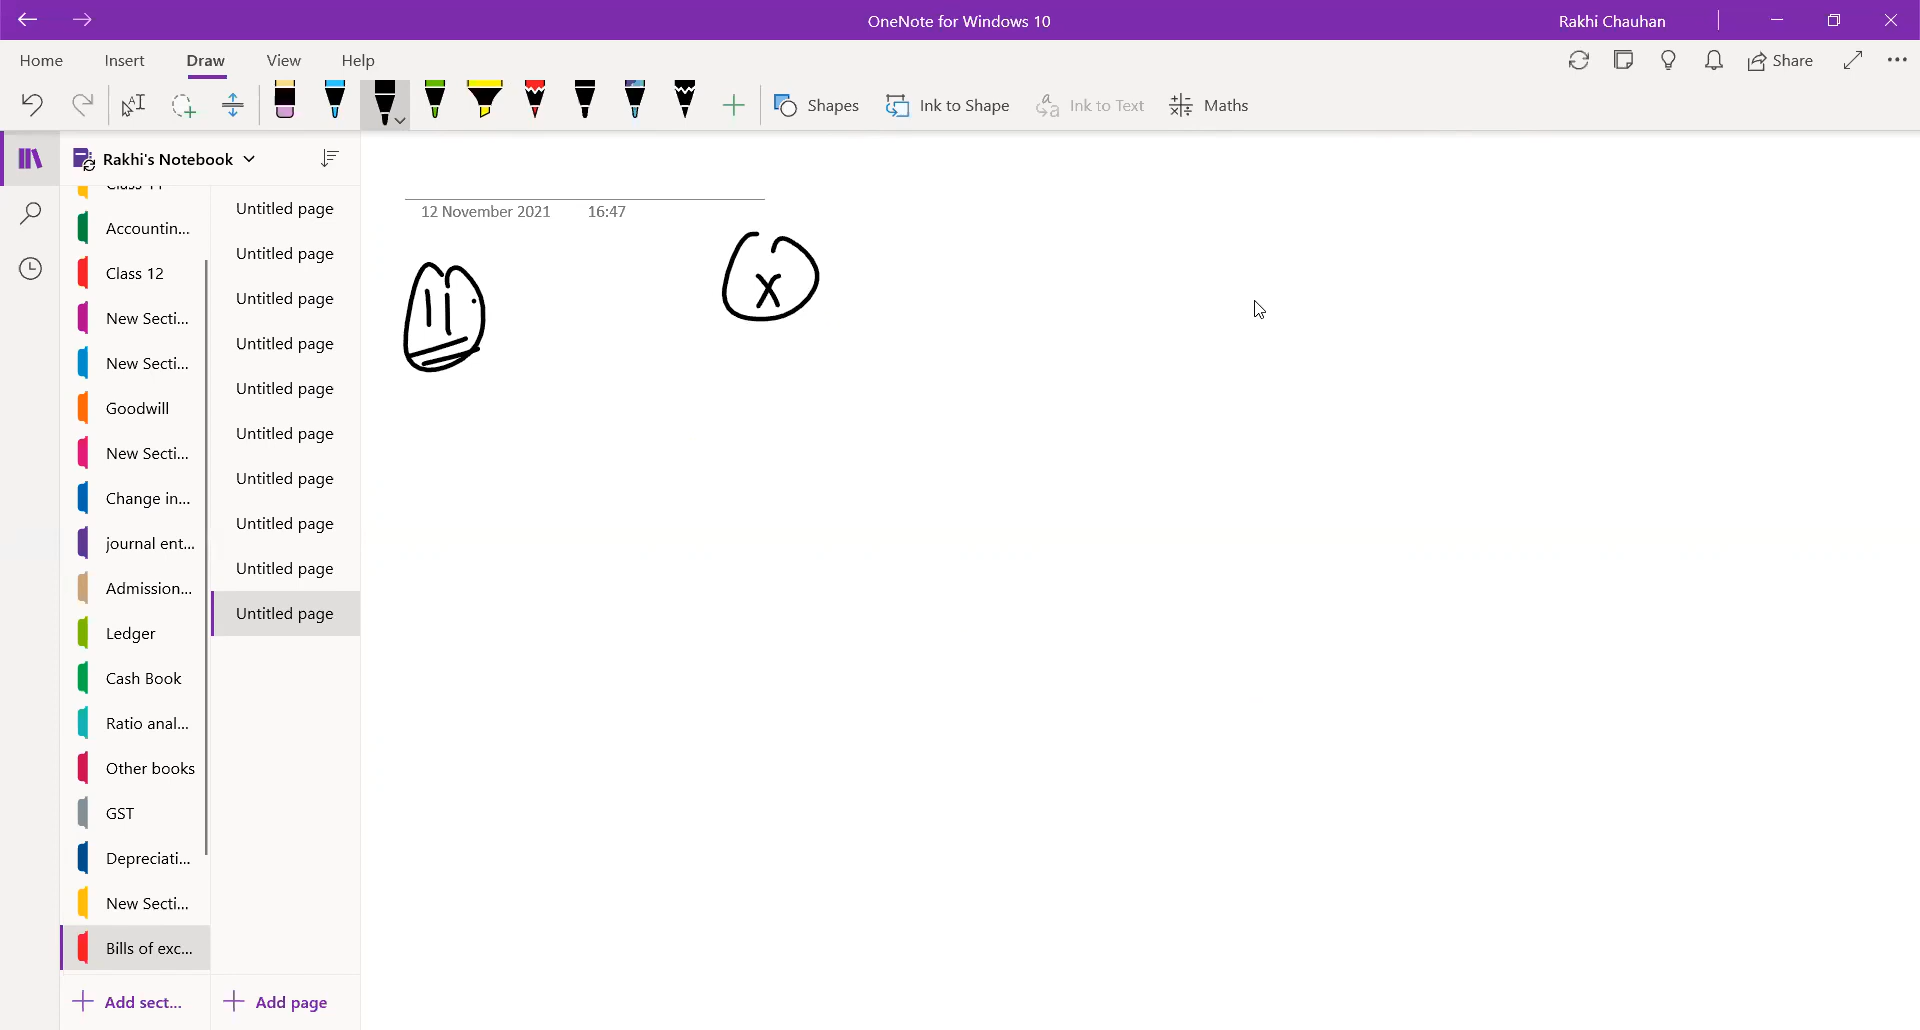 OneNote for Windows 10
Rakhi Chauhan
Home Insert Draw View Help
Share
Shapes Ink to Shape Ink to Text Maths
Rakhi's Notebook
Class 11
Accountin...
Class 12
New Secti...
New Secti...
Goodwill
New Secti...
Change in...
journal ent...
Admission...
Ledger
Cash Book
Ratio anal...
Other books
GST
Depreciati...
New Secti...
Bills of exc...
Add sect...
Untitled page
Untitled page
Untitled page
Untitled page
Untitled page
Untitled page
Untitled page
Untitled page
Untitled page
Untitled page
Add page
12 November 2021 16:47
11
X